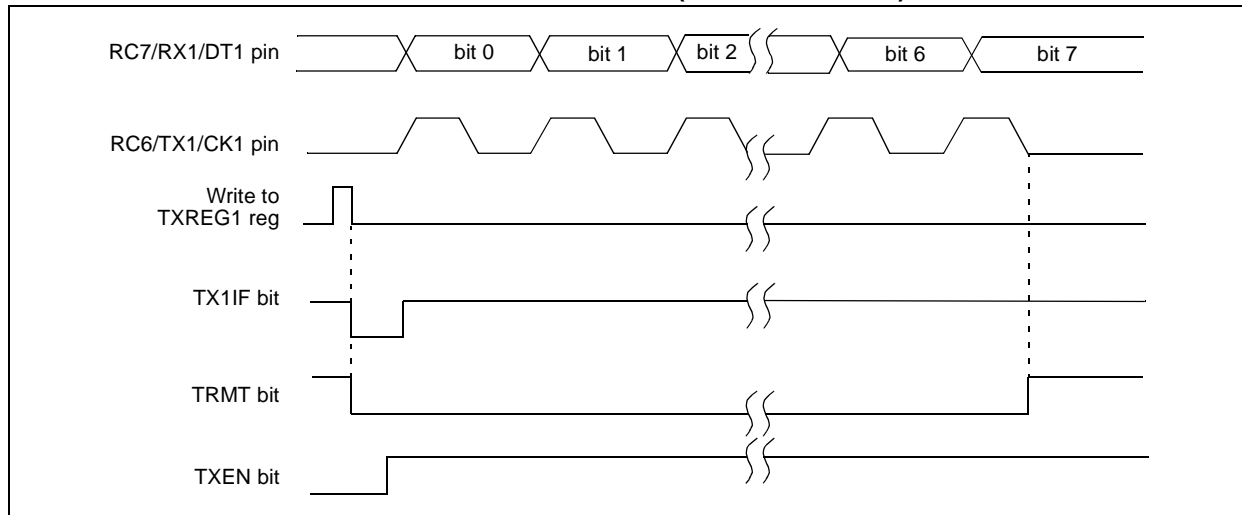 RC7/RX1/DT1 pin
bit 0 bit 1 bit 2 bit 6 bit 7
RC6/TX1/CK1 pin
Write to
TXREG1 reg
TX1IF bit
TRMT bit
TXEN bit